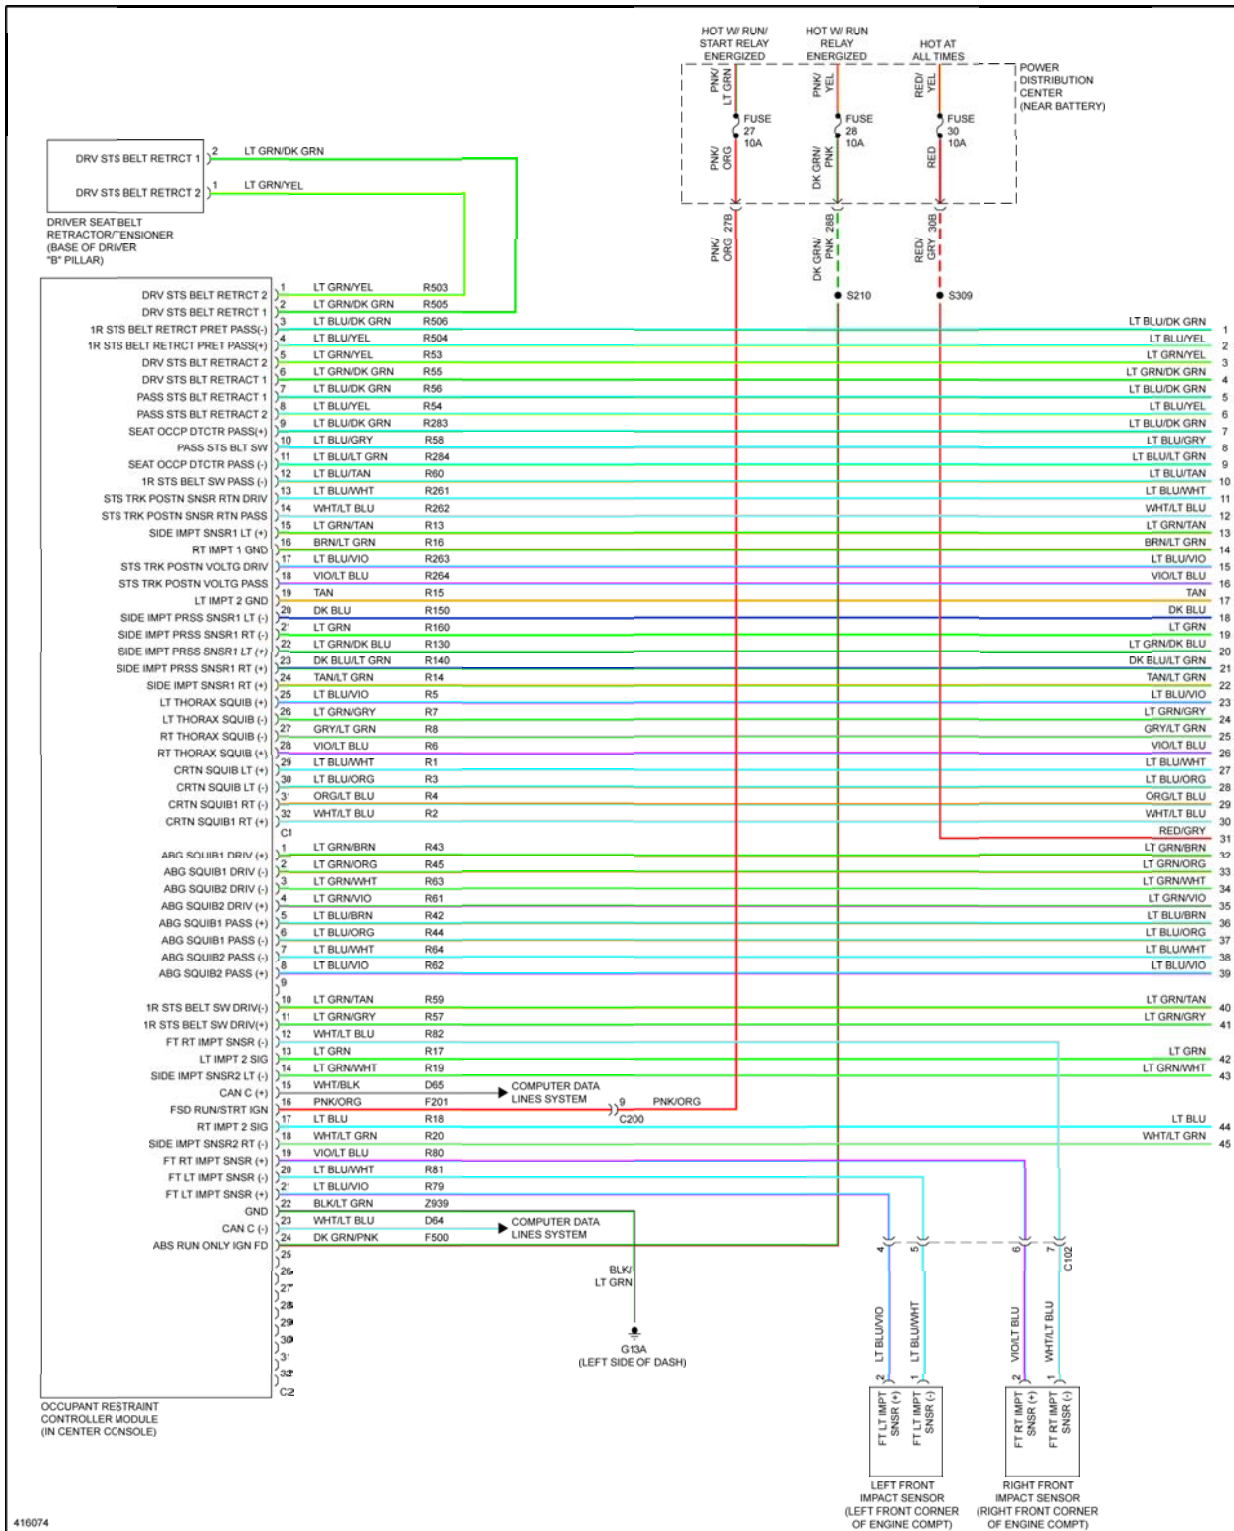 HOT W/ RUN/
START RELAY
ENERGIZED
HOT W/ RUN
RELAY
ENERGIZED
HOT AT
ALL TIMES
POWER
DISTRIBUTION
CENTER
(NEAR BATTERY)
PNK/
LT GRN
PNK/
YEL
RED/
YEL
FUSE
27
10A
FUSE
28
10A
FUSE
30
10A
PNK/
ORG
DK GRN/
PNK
RED
27B
28B
30B
PNK/
ORG
DK GRN/
PNK
RED/
GRY
S210
S309
DRV STS BELT RETRCT 1 2 LT GRN/DK GRN
DRV STS BELT RETRCT 2 1 LT GRN/YEL
DRIVER SEATBELT
RETRACTOR/TENSIONER
(BASE OF DRIVER
"B" PILLAR)
DRV STS BELT RETRCT 2 1 LT GRN/YEL R503
DRV STS BELT RETRCT 1 2 LT GRN/DK GRN R505
1R STS BELT RETRCT PRET PASS(-) 3 LT BLU/DK GRN R506 LT BLU/DK GRN 1
1R STS BELT RETRCT PRET PASS(+) 4 LT BLU/YEL R504 LT BLU/YEL 2
DRV STS BLT RETRACT 2 5 LT GRN/YEL R53 LT GRN/YEL 3
DRV STS BLT RETRACT 1 6 LT GRN/DK GRN R55 LT GRN/DK GRN 4
PASS STS BLT RETRACT 1 7 LT BLU/DK GRN R56 LT BLU/DK GRN 5
PASS STS BLT RETRACT 2 8 LT BLU/YEL R54 LT BLU/YEL 6
SEAT OCCP DTCTR PASS(+) 9 LT BLU/DK GRN R283 LT BLU/DK GRN 7
PASS STS BLT SW 10 LT BLU/GRY R58 LT BLU/GRY 8
SEAT OCCP DTCTR PASS (-) 11 LT BLU/LT GRN R284 LT BLU/LT GRN 9
1R STS BELT SW PASS (-) 12 LT BLU/TAN R60 LT BLU/TAN 10
STS TRK POSTN SNSR RTN DRIV 13 LT BLU/WHT R261 LT BLU/WHT 11
STS TRK POSTN SNSR RTN PASS 14 WHT/LT BLU R262 WHT/LT BLU 12
SIDE IMPT SNSR1 LT (+) 15 LT GRN/TAN R13 LT GRN/TAN 13
RT IMPT 1 GND 16 BRN/LT GRN R16 BRN/LT GRN 14
STS TRK POSTN VOLTG DRIV 17 LT BLU/VIO R263 LT BLU/VIO 15
STS TRK POSTN VOLTG PASS 18 VIO/LT BLU R264 VIO/LT BLU 16
LT IMPT 2 GND 19 TAN R15 TAN 17
SIDE IMPT PRSS SNSR1 LT (-) 20 DK BLU R150 DK BLU 18
SIDE IMPT PRSS SNSR1 RT (-) 21 LT GRN R160 LT GRN 19
SIDE IMPT PRSS SNSR1 LT (+) 22 LT GRN/DK BLU R130 LT GRN/DK BLU 20
SIDE IMPT PRSS SNSR1 RT (+) 23 DK BLU/LT GRN R140 DK BLU/LT GRN 21
SIDE IMPT SNSR1 RT (+) 24 TAN/LT GRN R14 TAN/LT GRN 22
LT THORAX SQUIB (+) 25 LT BLU/VIO R5 LT BLU/VIO 23
LT THORAX SQUIB (-) 26 LT GRN/GRY R7 LT GRN/GRY 24
RT THORAX SQUIB (-) 27 GRY/LT GRN R8 GRY/LT GRN 25
RT THORAX SQUIB (+) 28 VIO/LT BLU R6 VIO/LT BLU 26
CRTN SQUIB LT (+) 29 LT BLU/WHT R1 LT BLU/WHT 27
CRTN SQUIB LT (-) 30 LT BLU/ORG R3 LT BLU/ORG 28
CRTN SQUIB1 RT (-) 31 ORG/LT BLU R4 ORG/LT BLU 29
CRTN SQUIB1 RT (+) 32 WHT/LT BLU R2 WHT/LT BLU 30
C1
RED/GRY 31
ABG SQUIB1 DRIV (+) 1 LT GRN/BRN R43 LT GRN/BRN 32
ABG SQUIB1 DRIV (-) 2 LT GRN/ORG R45 LT GRN/ORG 33
ABG SQUIB2 DRIV (-) 3 LT GRN/WHT R63 LT GRN/WHT 34
ABG SQUIB2 DRIV (+) 4 LT GRN/VIO R61 LT GRN/VIO 35
ABG SQUIB1 PASS (+) 5 LT BLU/BRN R42 LT BLU/BRN 36
ABG SQUIB1 PASS (-) 6 LT BLU/ORG R44 LT BLU/ORG 37
ABG SQUIB2 PASS (-) 7 LT BLU/WHT R64 LT BLU/WHT 38
ABG SQUIB2 PASS (+) 8 LT BLU/VIO R62 LT BLU/VIO 39
9
1R STS BELT SW DRIV(-) 10 LT GRN/TAN R59 LT GRN/TAN 40
1R STS BELT SW DRIV(+) 11 LT GRN/GRY R57 LT GRN/GRY 41
FT RT IMPT SNSR (-) 12 WHT/LT BLU R82
LT IMPT 2 SIG 13 LT GRN R17 LT GRN 42
SIDE IMPT SNSR2 LT (-) 14 LT GRN/WHT R19 LT GRN/WHT 43
CAN C (+) 15 WHT/BLK D65 COMPUTER DATA
LINES SYSTEM
FSD RUN/STRT IGN 16 PNK/ORG F201 9 PNK/ORG
C200
RT IMPT 2 SIG 17 LT BLU R18 LT BLU 44
SIDE IMPT SNSR2 RT (-) 18 WHT/LT GRN R20 WHT/LT GRN 45
FT RT IMPT SNSR (+) 19 VIO/LT BLU R80
FT LT IMPT SNSR (-) 20 LT BLU/WHT R81
FT LT IMPT SNSR (+) 21 LT BLU/VIO R79
GND 22 BLK/LT GRN Z939
CAN C (-) 23 WHT/LT BLU D64 COMPUTER DATA
LINES SYSTEM
ABS RUN ONLY IGN FD 24 DK GRN/PNK F500
25
26
27
28
29
30
31
32
C2
BLK/
LT GRN
G13A
(LEFT SIDE OF DASH)
4
5
6
7
C102
LT BLU/VIO
LT BLU/WHT
VIO/LT BLU
WHT/LT BLU
2
1
2
1
FT LT IMPT
SNSR (+)
FT LT IMPT
SNSR (-)
FT RT IMPT
SNSR (+)
FT RT IMPT
SNSR (-)
OCCUPANT RESTRAINT
CONTROLLER MODULE
(IN CENTER CONSOLE)
LEFT FRONT
IMPACT SENSOR
(LEFT FRONT CORNER
OF ENGINE COMPT)
RIGHT FRONT
IMPACT SENSOR
(RIGHT FRONT CORNER
OF ENGINE COMPT)
416074